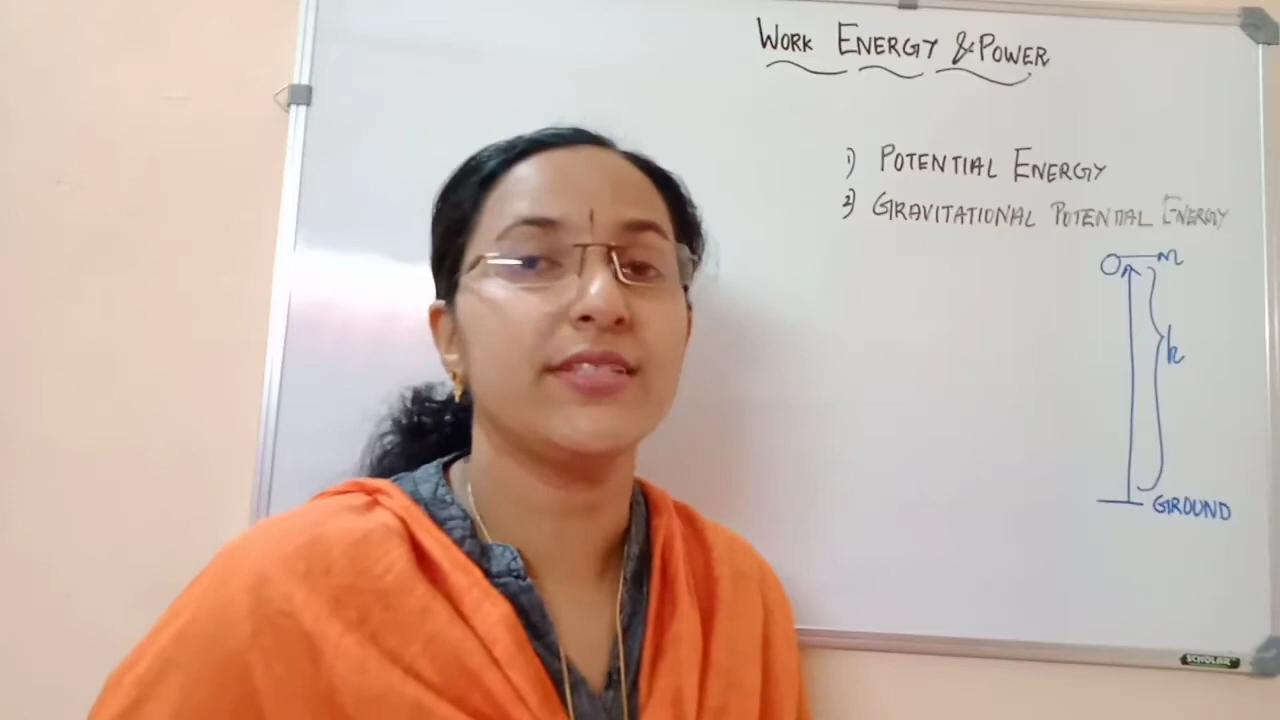 WORK ENERGY & POWER
1) POTENTIAL ENERGY
2) GRAVITATIONAL POTENTIAL ENERGY
m
h
GROUND
SCHOLAR